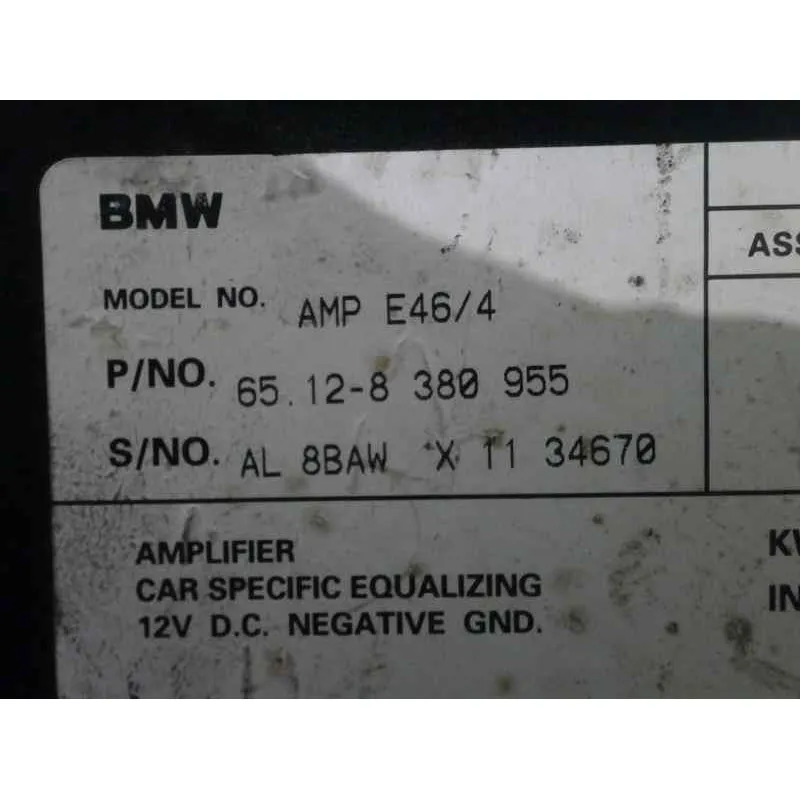 BMW
MODEL NO. AMP E46/4
P/NO. 65.12-8 380 955
S/NO. AL 8BAW X 11 34670
ASS
AMPLIFIER
CAR SPECIFIC EQUALIZING
12V D.C. NEGATIVE GND.
KW
IN